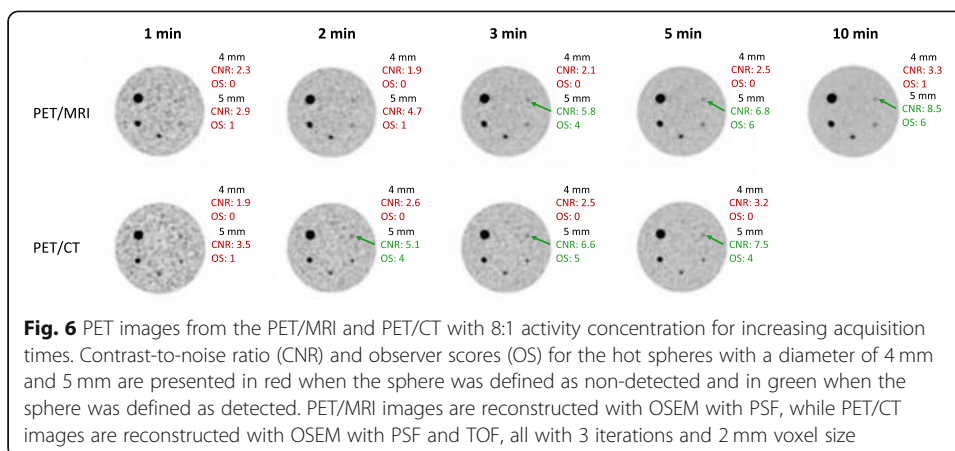 1 min 2 min 3 min 5 min 10 min
PET/MRI
4 mm
CNR: 2.3
OS: 0
5 mm
CNR: 2.9
OS: 1
4 mm
CNR: 1.9
OS: 0
5 mm
CNR: 4.7
OS: 1
4 mm
CNR: 2.1
OS: 0
5 mm
CNR: 5.8
OS: 4
4 mm
CNR: 2.5
OS: 0
5 mm
CNR: 6.8
OS: 6
4 mm
CNR: 3.3
OS: 1
5 mm
CNR: 8.5
OS: 6
PET/CT
4 mm
CNR: 1.9
OS: 0
5 mm
CNR: 3.5
OS: 1
4 mm
CNR: 2.6
OS: 0
5 mm
CNR: 5.1
OS: 4
4 mm
CNR: 2.5
OS: 0
5 mm
CNR: 6.6
OS: 5
4 mm
CNR: 3.2
OS: 0
5 mm
CNR: 7.5
OS: 4
Fig. 6 PET images from the PET/MRI and PET/CT with 8:1 activity concentration for increasing acquisition
times. Contrast-to-noise ratio (CNR) and observer scores (OS) for the hot spheres with a diameter of 4 mm
and 5 mm are presented in red when the sphere was defined as non-detected and in green when the
sphere was defined as detected. PET/MRI images are reconstructed with OSEM with PSF, while PET/CT
images are reconstructed with OSEM with PSF and TOF, all with 3 iterations and 2 mm voxel size